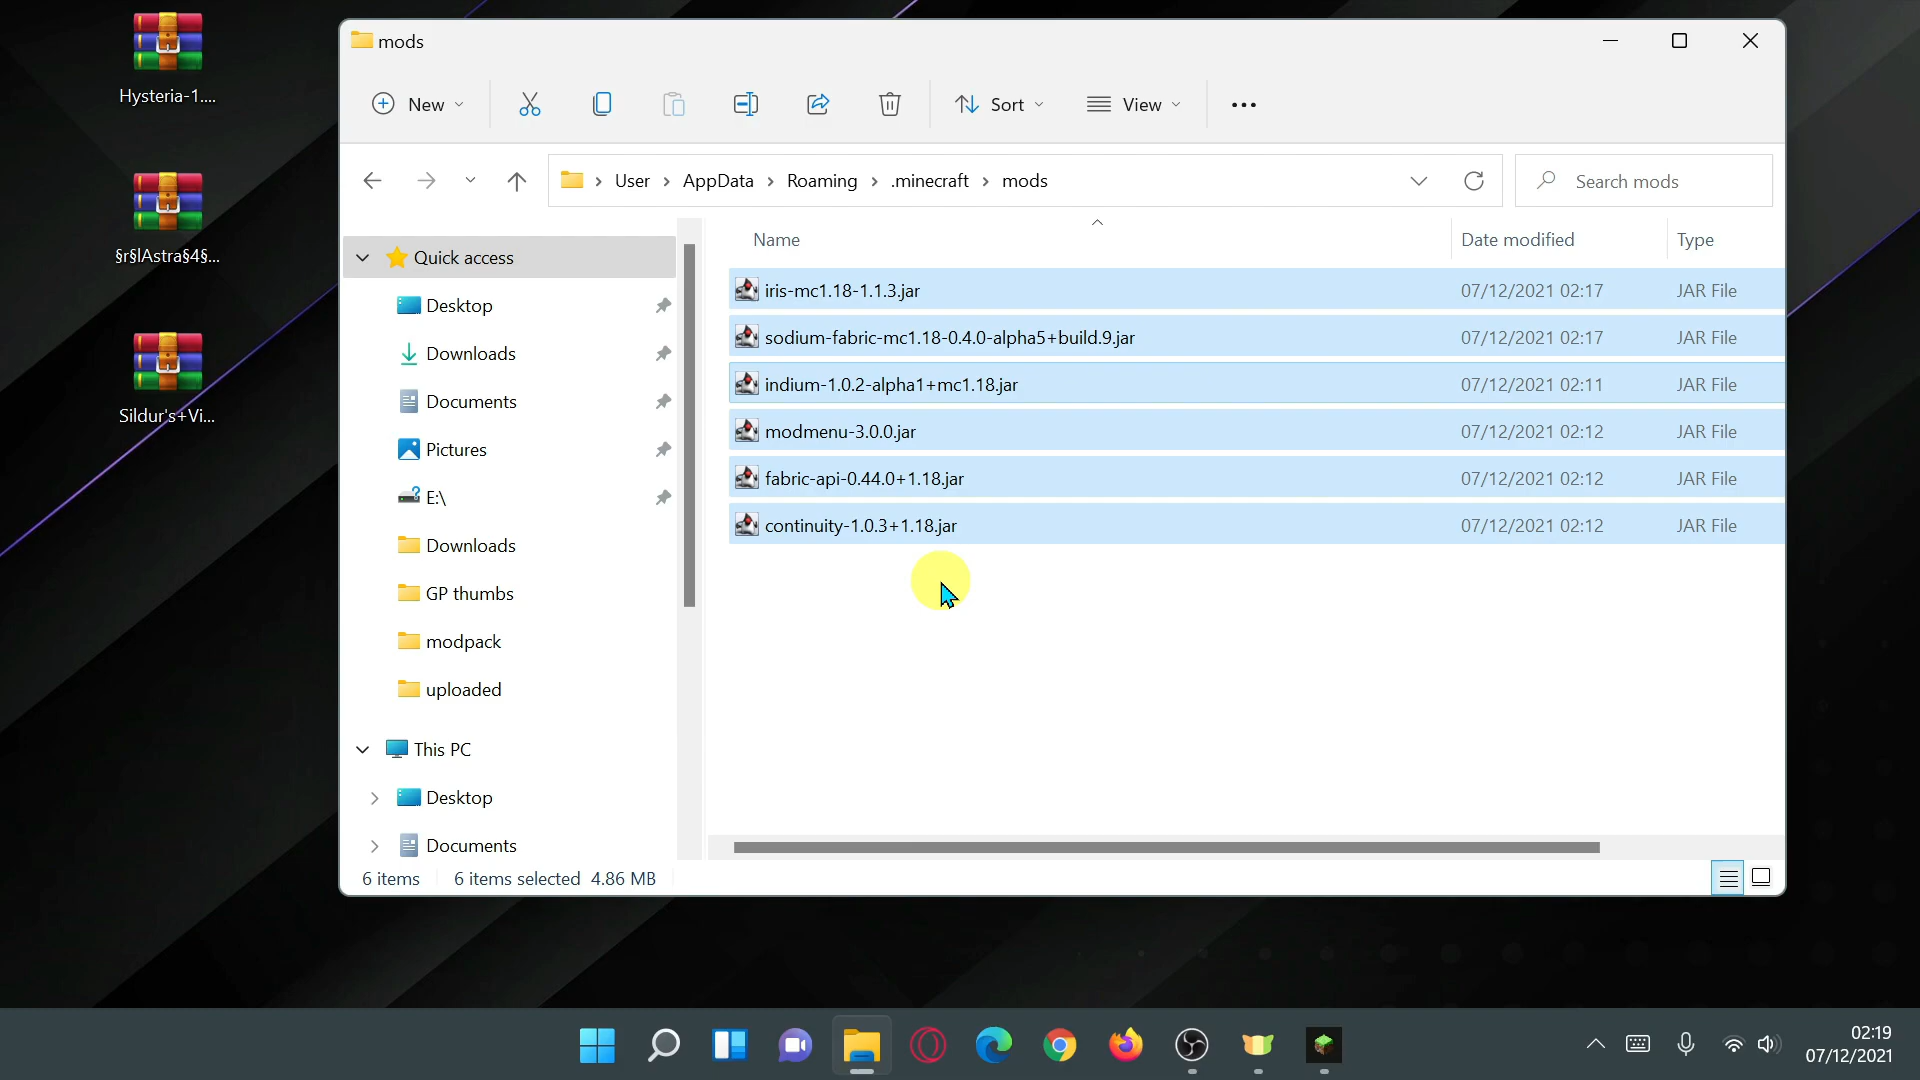 Hysteria-1....
§r§lAstra§4§...
Sildur's+Vi...
mods
New
Sort
View
User
AppData
Roaming
.minecraft
mods
Search mods
Name
Date modified
Type
Quick access
Desktop
Downloads
Documents
Pictures
E:\
Downloads
GP thumbs
modpack
uploaded
This PC
Desktop
Documents
iris-mc1.18-1.1.3.jar 07/12/2021 02:17 JAR File
sodium-fabric-mc1.18-0.4.0-alpha5+build.9.jar 07/12/2021 02:17 JAR File
indium-1.0.2-alpha1+mc1.18.jar 07/12/2021 02:11 JAR File
modmenu-3.0.0.jar 07/12/2021 02:12 JAR File
fabric-api-0.44.0+1.18.jar 07/12/2021 02:12 JAR File
continuity-1.0.3+1.18.jar 07/12/2021 02:12 JAR File
6 items 6 items selected 4.86 MB
02:19
07/12/2021